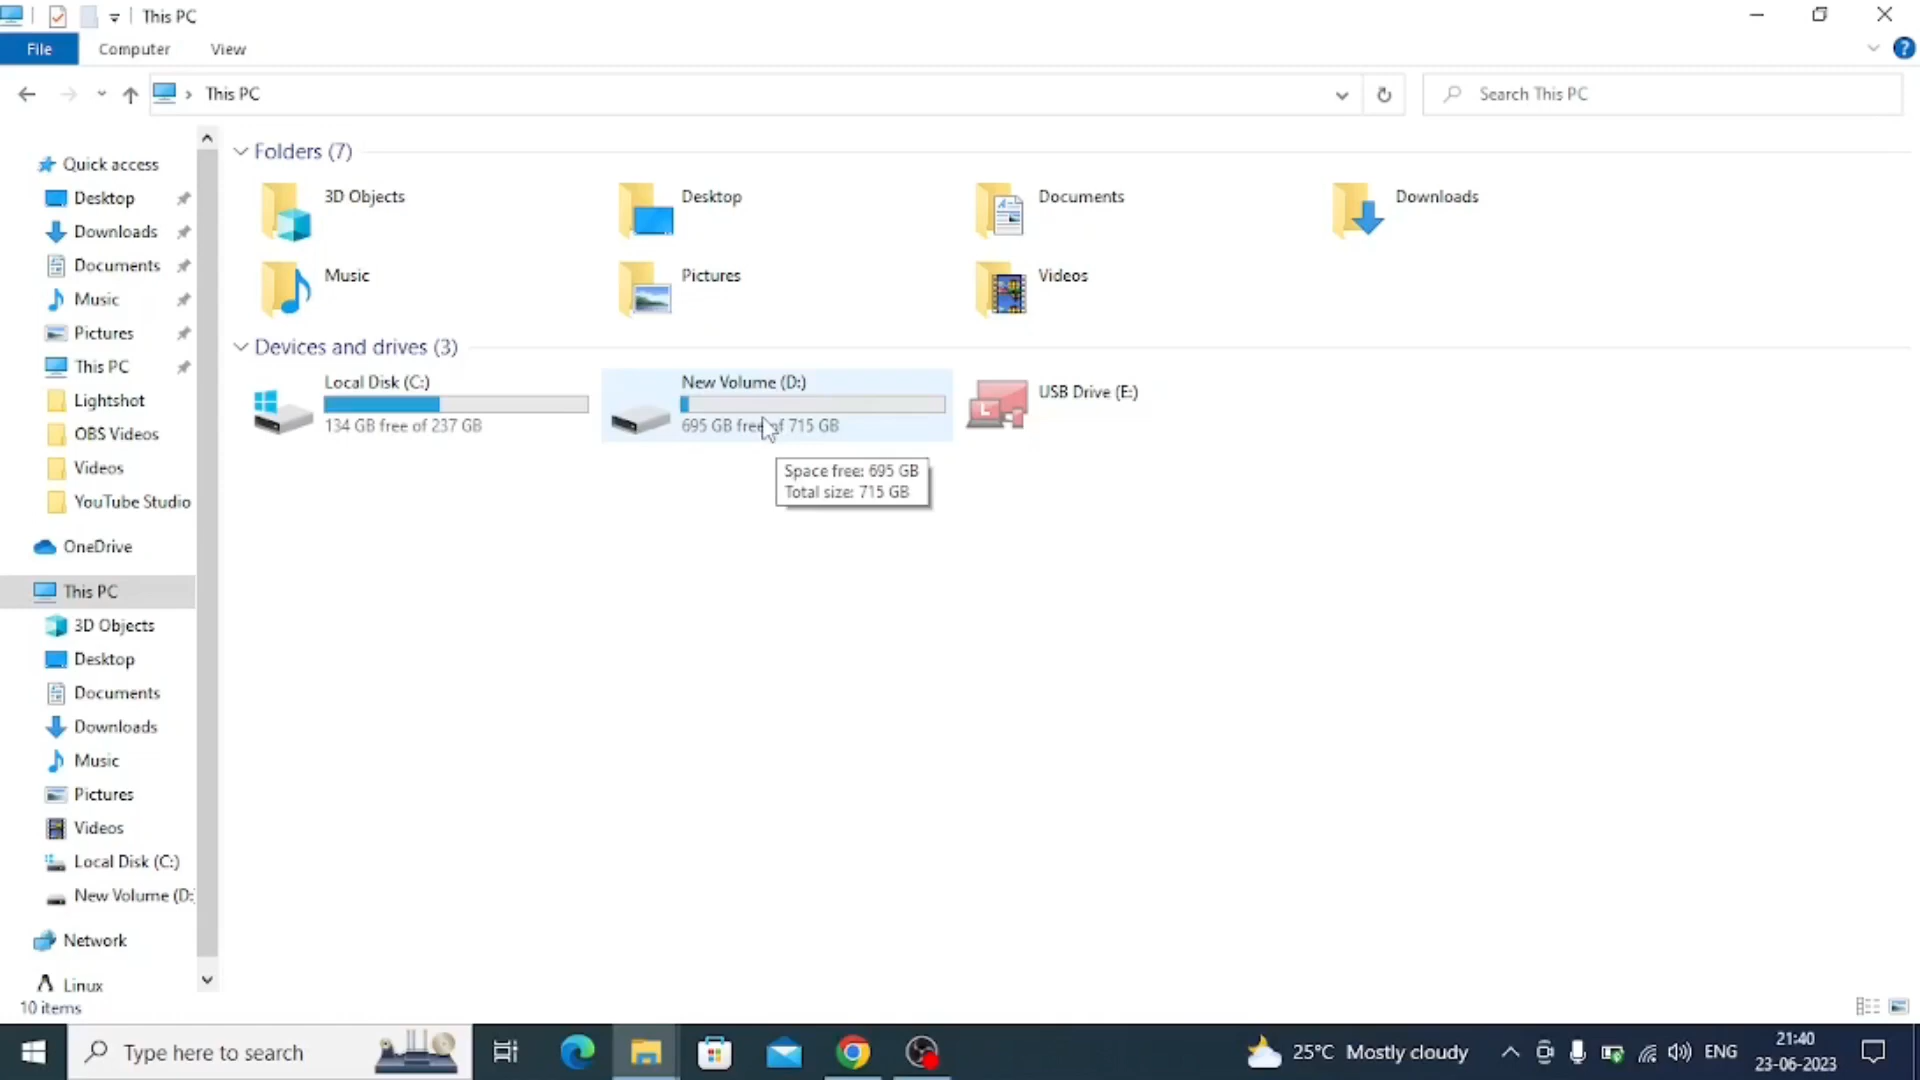 This PC
File Computer View
This PC
Search This PC
Quick access
Desktop
Downloads
Documents
Music
Pictures
This PC
Lightshot
OBS Videos
Videos
YouTube Studio
OneDrive
This PC
3D Objects
Desktop
Documents
Downloads
Music
Pictures
Videos
Local Disk (C:)
New Volume (D:
Network
Linux
10 items
Folders (7)
3D Objects
Desktop
Documents
Downloads
Music
Pictures
Videos
Devices and drives (3)
Local Disk (C:)
134 GB free of 237 GB
New Volume (D:)
695 GB free of 715 GB
USB Drive (E:)
Space free: 695 GB
Total size: 715 GB
Type here to search
25°C Mostly cloudy
ENG
21:40
23-06-2023